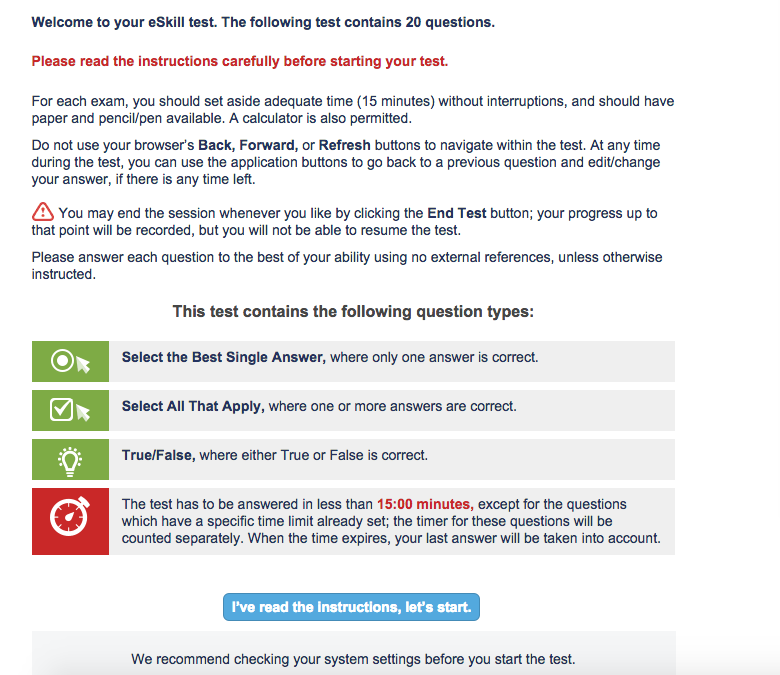 Welcome to your eSkill test. The following test contains 20 questions.
Please read the instructions carefully before starting your test.
For each exam, you should set aside adequate time (15 minutes) without interruptions, and should have
paper and pencil/pen available. A calculator is also permitted.
Do not use your browser's Back, Forward, or Refresh buttons to navigate within the test. At any time
during the test, you can use the application buttons to go back to a previous question and edit/change
your answer, if there is any time left.
You may end the session whenever you like by clicking the End Test button; your progress up to
that point will be recorded, but you will not be able to resume the test.
Please answer each question to the best of your ability using no external references, unless otherwise
instructed.
This test contains the following question types:
Select the Best Single Answer, where only one answer is correct.
Select All That Apply, where one or more answers are correct.
True/False, where either True or False is correct.
The test has to be answered in less than 15:00 minutes, except for the questions
which have a specific time limit already set; the timer for these questions will be
counted separately. When the time expires, your last answer will be taken into account.
I've read the instructions, let's start.
We recommend checking your system settings before you start the test.